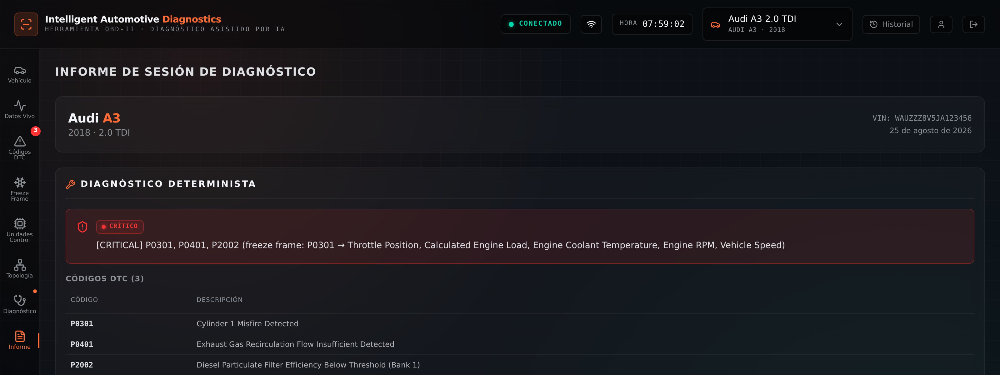 Intelligent Automotive Diagnostics
HERRAMIENTA OBD-II · DIAGNÓSTICO ASISTIDO POR IA
CONECTADO
HORA 07:59:02
Audi A3 2.0 TDI
AUDI A3 · 2018
Historial
Vehículo
Datos Vivo
3
Códigos
DTC
Freeze
Frame
Unidades
Control
Topología
Diagnóstico
Informe
INFORME DE SESIÓN DE DIAGNÓSTICO
Audi A3
2018 · 2.0 TDI
VIN: WAUZZZ8V5JA123456
25 de agosto de 2026
DIAGNÓSTICO DETERMINISTA
CRÍTICO
[CRITICAL] P0301, P0401, P2002 (freeze frame: P0301 → Throttle Position, Calculated Engine Load, Engine Coolant Temperature, Engine RPM, Vehicle Speed)
CÓDIGOS DTC (3)
CÓDIGO DESCRIPCIÓN
P0301 Cylinder 1 Misfire Detected
P0401 Exhaust Gas Recirculation Flow Insufficient Detected
P2002 Diesel Particulate Filter Efficiency Below Threshold (Bank 1)